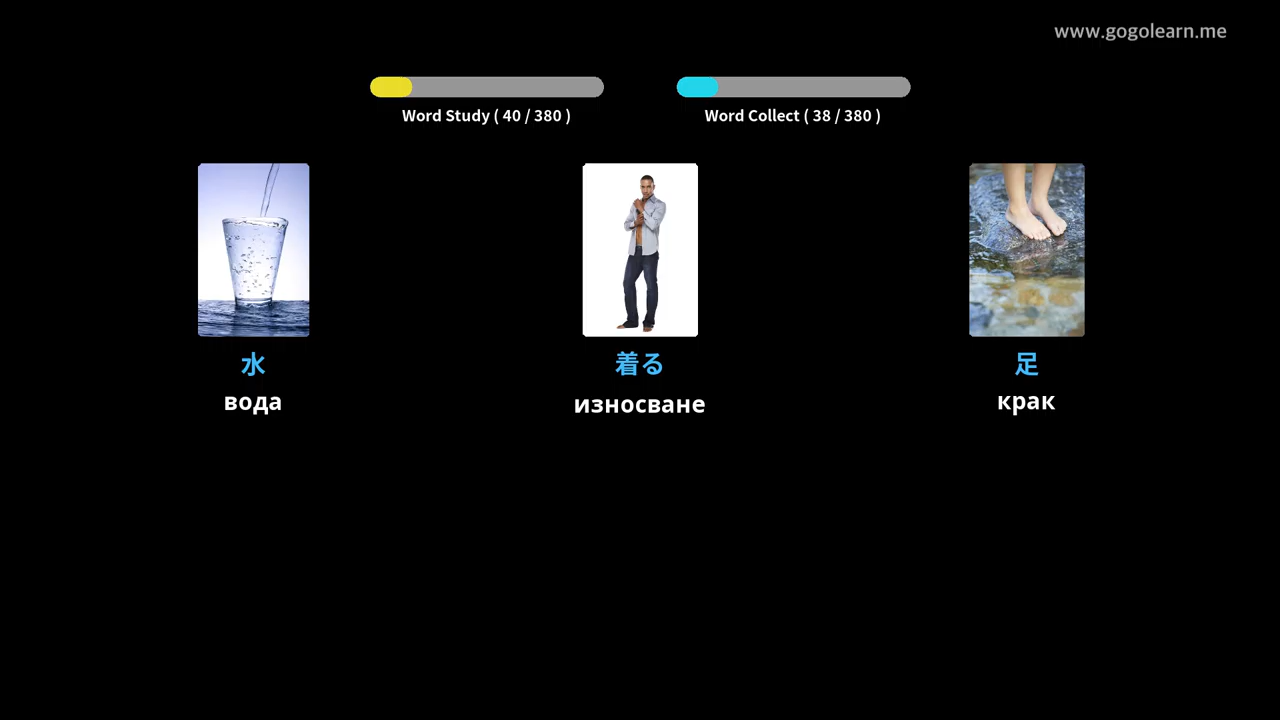 www.gogolearn.me
Word Study ( 40 / 380 )
Word Collect ( 38 / 380 )
水
вода
着る
износване
足
крак